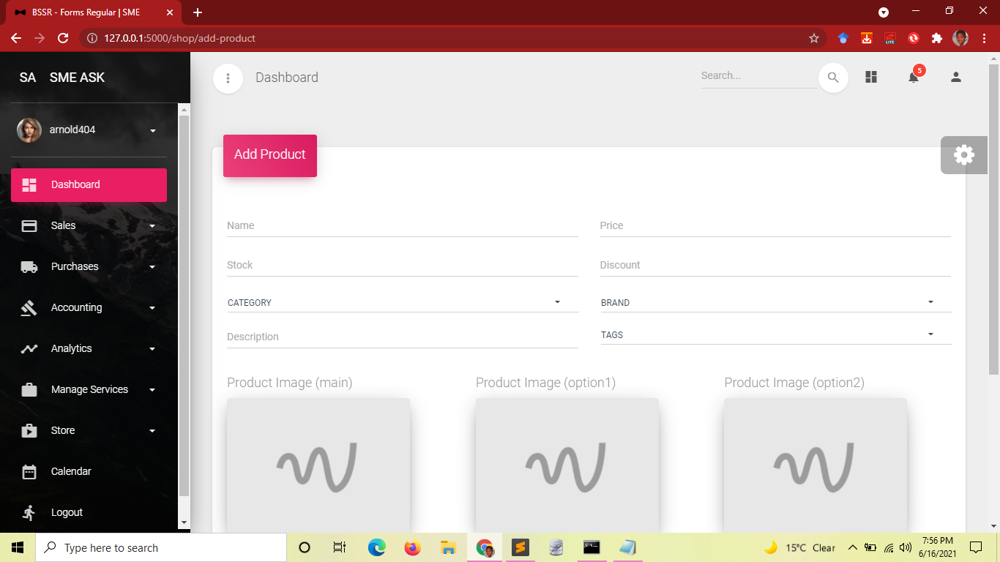 BSSR - Forms Regular | SME
127.0.0.1:5000/shop/add-product
LITE
SA SME ASK
arnold404
Dashboard
Sales
Purchases
Accounting
Analytics
Manage Services
Store
Calendar
Logout
Dashboard
Search...
5
Add Product
Name
Price
Stock
Discount
CATEGORY
BRAND
Description
TAGS
Product Image (main)
Product Image (option1)
Product Image (option2)
Type here to search
15°C Clear
7:56 PM
6/16/2021